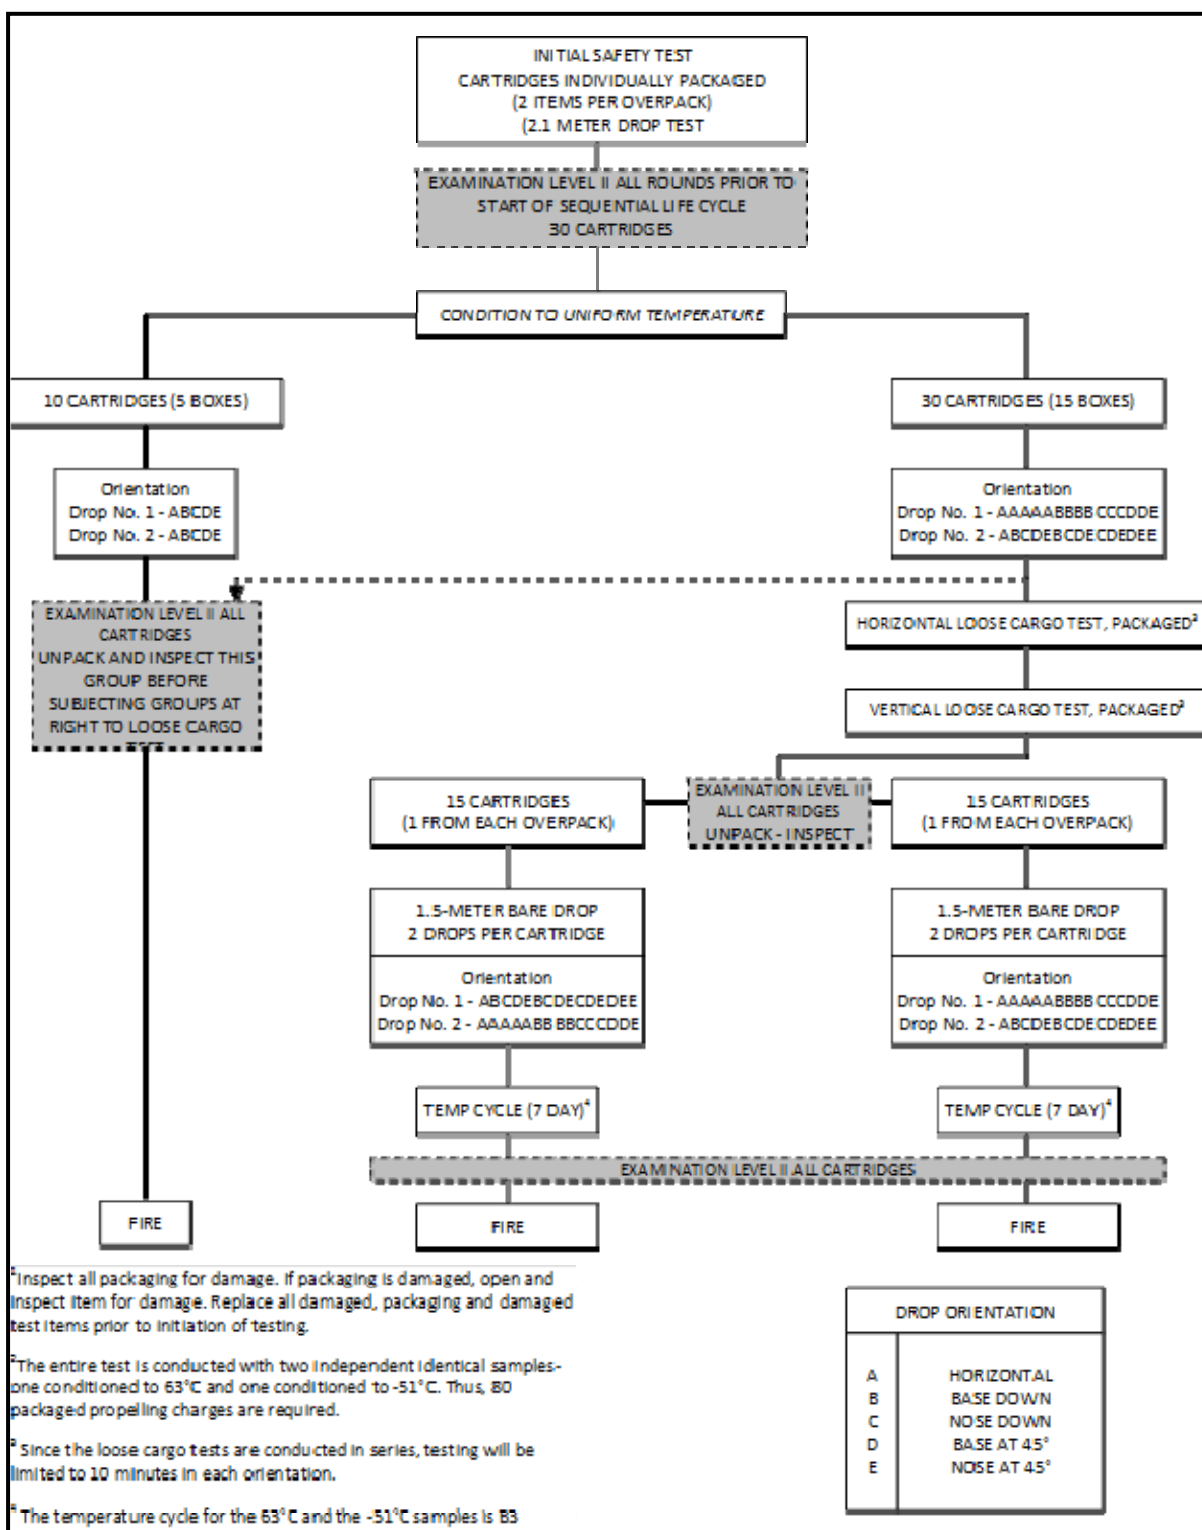 INITIAL SAFETY TEST
CARTRIDGES INDIVIDUALLY PACKAGED
(2 ITEMS PER OVERPACK)
(2.1 METER DROP TEST
EXAMINATION LEVEL II ALL ROUNDS PRIOR TO
START OF SEQUENTIAL LIFE CYCLE
30 CARTRIDGES
CONDITION TO UNIFORM TEMPERATURE
10 CARTRIDGES (5 BOXES)
30 CARTRIDGES (15 BOXES)
Orientation
Drop No. 1 - ABCDE
Drop No. 2 - ABCDE
Orientation
Drop No. 1 - AAAAABBBB CCCDDE
Drop No. 2 - ABCDEBCDE CDEDEE
EXAMINATION LEVEL II ALL
CARTRIDGES
UNPACK AND INSPECT THIS
GROUP BEFORE
SUBJECTING GROUPS AT
RIGHT TO LOOSE CARGO
TEST
HORIZONTAL LOOSE CARGO TEST, PACKAGED³
VERTICAL LOOSE CARGO TEST, PACKAGED³
15 CARTRIDGES
(1 FROM EACH OVERPACK)
EXAMINATION LEVEL II
ALL CARTRIDGES
UNPACK - INSPECT
15 CARTRIDGES
(1 FROM EACH OVERPACK)
1.5-METER BARE DROP
2 DROPS PER CARTRIDGE
Orientation
Drop No. 1 - ABCDEBCDECDEDEE
Drop No. 2 - AAAAABB BBCCCDDE
1.5-METER BARE DROP
2 DROPS PER CARTRIDGE
Orientation
Drop No. 1 - AAAAABBBB CCCDDE
Drop No. 2 - ABCDEBCDE CDEDEE
TEMP CYCLE (7 DAY)⁴
TEMP CYCLE (7 DAY)⁴
EXAMINATION LEVEL II ALL CARTRIDGES
FIRE
FIRE
FIRE
¹Inspect all packaging for damage. If packaging is damaged, open and
inspect item for damage. Replace all damaged, packaging and damaged
test items prior to initiation of testing.
²The entire test is conducted with two independent identical samples-
one conditioned to 63°C and one conditioned to -51°C. Thus, 80
packaged propelling charges are required.
³ Since the loose cargo tests are conducted in series, testing will be
limited to 10 minutes in each orientation.
⁴ The temperature cycle for the 63°C and the -51°C samples is B3
DROP ORIENTATION
A HORIZONTAL
B BASE DOWN
C NOISE DOWN
D BASE AT 45°
E NOISE AT 45°